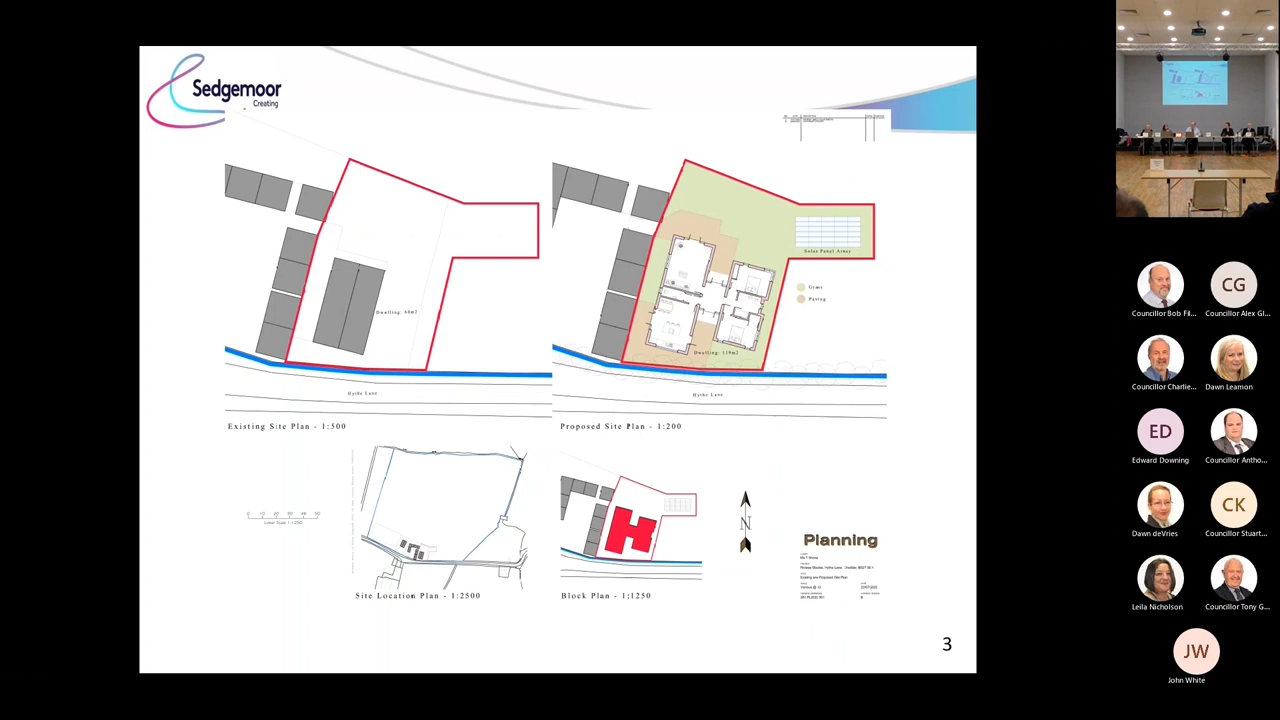 Sedgemoor
Creating
Dwelling: 60m2
Hythe Lane
Existing Site Plan - 1:500
Solar Panel Array
Grass
Paving
Dwelling: 119m2
Hythe Lane
Proposed Site Plan - 1:200
Site Location Plan - 1:2500
Block Plan - 1:1250
N
Planning
3
Councillor Bob Fil...
CG
Councillor Alex Gl...
Councillor Charlie...
Dawn Leamon
ED
Edward Downing
Councillor Antho...
Dawn deVries
CK
Councillor Stuart...
Leila Nicholson
Councillor Tony G...
JW
John White